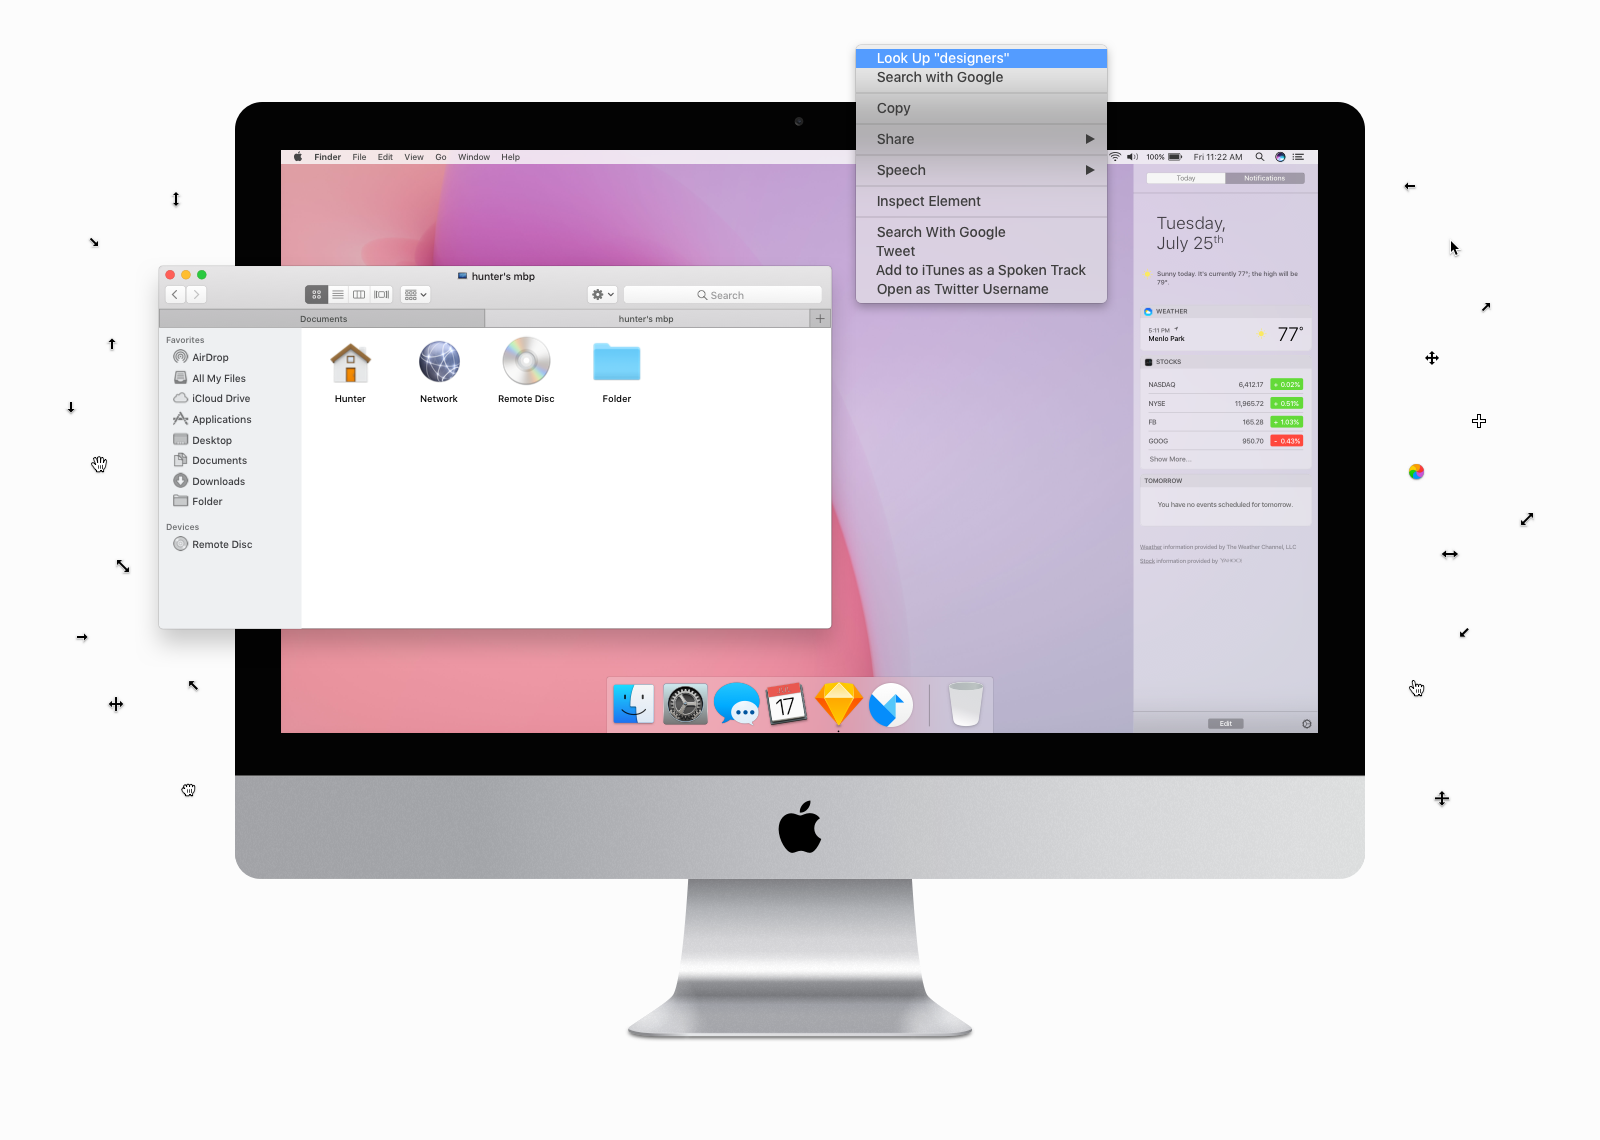 Look Up "designers"
Search with Google
Copy
Share
Speech
Inspect Element
Search With Google
Tweet
Add to iTunes as a Spoken Track
Open as Twitter Username
Finder File Edit View Go Window Help
100% Fri 11:22 AM
Today Notifications
Tuesday,
July 25th
Sunny today. It's currently 77°; the high will be
79°.
WEATHER
5:11 PM
Menlo Park
77°
STOCKS
NASDAQ 6,412.17 + 0.02%
NYSE 11,965.72 + 0.51%
FB 165.28 + 1.03%
GOOG 950.70 - 0.43%
Show More...
TOMORROW
You have no events scheduled for tomorrow.
Weather information provided by The Weather Channel, LLC
Stock information provided by YAHOO!
Edit
hunter's mbp
Search
Documents
hunter's mbp
Favorites
AirDrop
All My Files
iCloud Drive
Applications
Desktop
Documents
Downloads
Folder
Devices
Remote Disc
Hunter
Network
Remote Disc
Folder
17